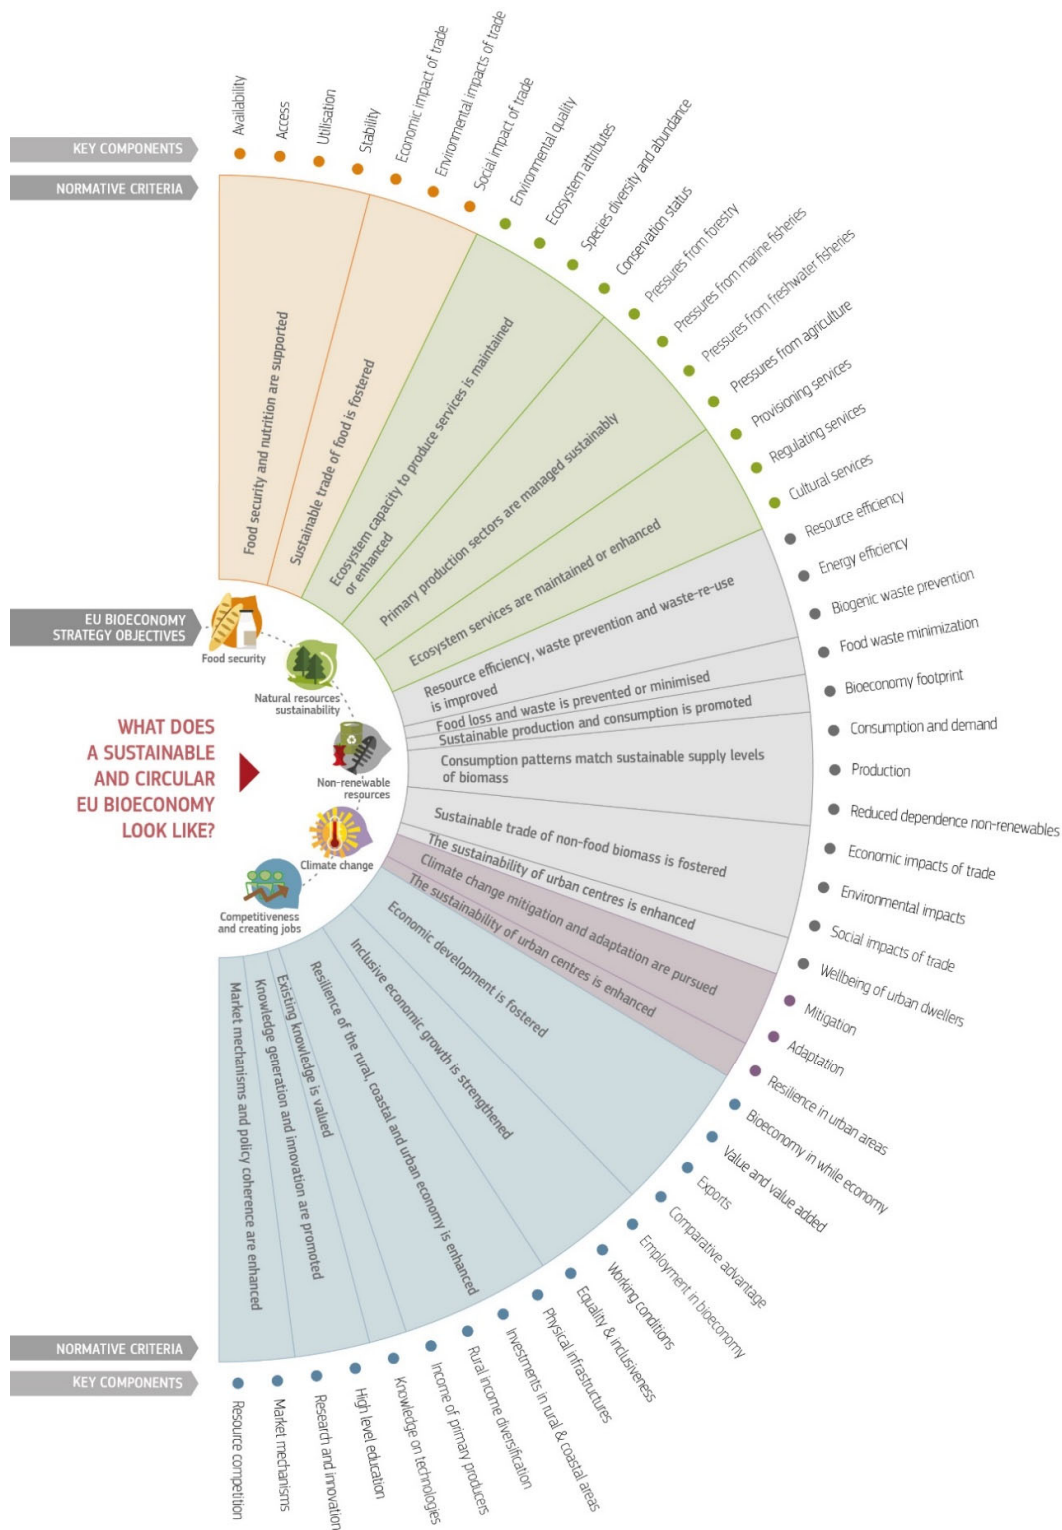 KEY COMPONENTS
Availability
Access
Utilisation
Stability
Economic impact of trade
Environmental impacts of trade
Social impact of trade
Environmental quality
Ecosystem attributes
Species diversity and abundance
Conservation status
Pressures from forestry
Pressures from marine fisheries
Pressures from freshwater fisheries
Pressures from agriculture
Provisioning services
Regulating services
Cultural services
Resource efficiency
Energy efficiency
Biogenic waste prevention
Food waste minimization
Bioeconomy footprint
Consumption and demand
Production
Reduced dependence non-renewables
Economic impacts of trade
Environmental impacts
Social impacts of trade
Wellbeing of urban dwellers
Mitigation
Adaptation
Resilience in urban areas
Bioeconomy in while economy
Value and value added
Exports
Comparative advantage
Employment in bioeconomy
Working conditions
Equality & inclusiveness
Physical infrastructures
Investments in rural & coastal areas
Rural income diversification
Income of primary producers
Knowledge on technologies
High level education
Research and innovation
Market mechanisms
Resource competition
NORMATIVE CRITERIA
Food security and nutrition are supported
Sustainable trade of food is fostered
Ecosystem capacity to produce services is maintained
or enhanced
Primary production sectors are managed sustainably
Ecosystem services are maintained or enhanced
Resource efficiency, waste prevention and waste-re-use
is improved
Food loss and waste is prevented or minimised
Sustainable production and consumption is promoted
Consumption patterns match sustainable supply levels
of biomass
Sustainable trade of non-food biomass is fostered
The sustainability of urban centres is enhanced
Climate change mitigation and adaptation are pursued
The sustainability of urban centres is enhanced
Economic development is fostered
Inclusive economic growth is strengthened
Resilience of the rural, coastal and urban economy is enhanced
Existing knowledge is valued
Knowledge generation and innovation are promoted
Market mechanisms and policy coherence are enhanced
EU BIOECONOMY
STRATEGY OBJECTIVES
Food security
Natural resources
sustainability
Non-renewable
resources
Climate change
Competitiveness
and creating jobs
WHAT DOES
A SUSTAINABLE
AND CIRCULAR
EU BIOECONOMY
LOOK LIKE?
NORMATIVE CRITERIA
KEY COMPONENTS